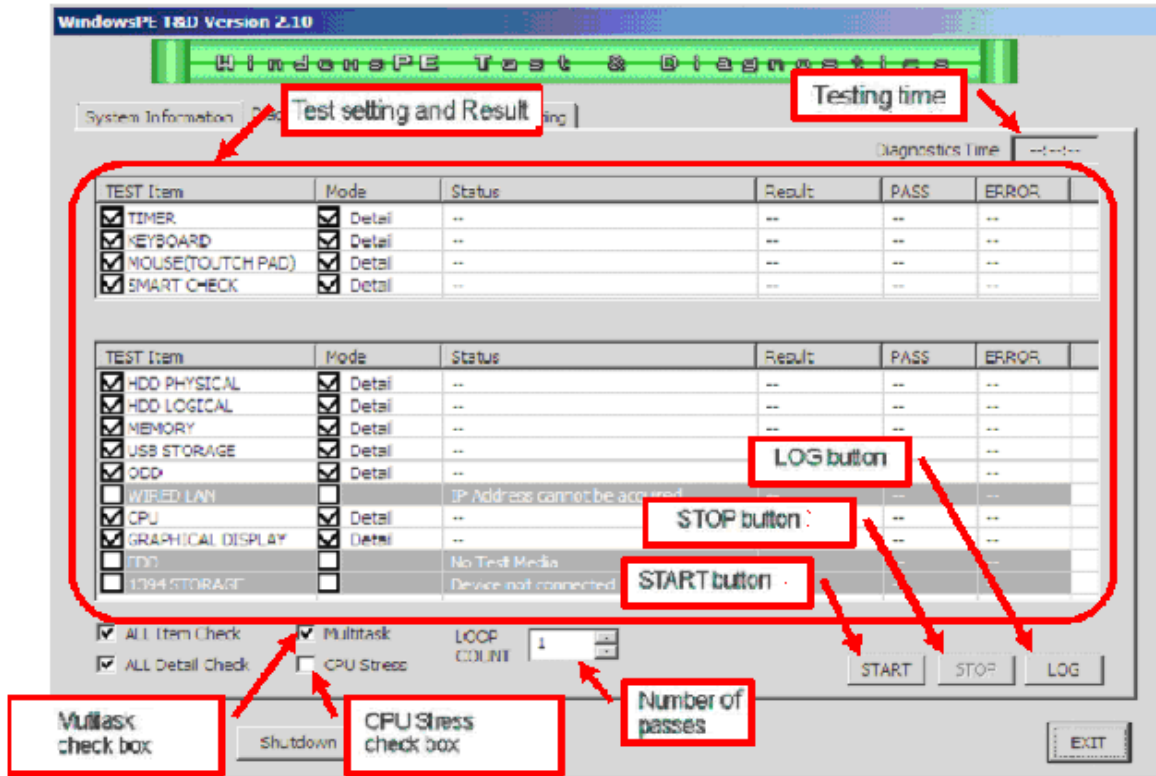 WindowsPE T&D Version 2.10
WindowsPE Test & Diagnostics
Test setting and Result
Testing time
System Information
Diagnostics Time --:--:--
TEST Item Mode Status Result PASS ERROR
TIMER Detail -- -- -- --
KEYBOARD Detail -- -- -- --
MOUSE(TOUTCH PAD) Detail -- -- -- --
SMART CHECK Detail -- -- -- --
TEST Item Mode Status Result PASS ERROR
HDD PHYSICAL Detail -- -- -- --
HDD LOGICAL Detail -- -- -- --
MEMORY Detail -- -- -- --
USB STORAGE Detail -- --
ODD Detail -- --
LOG button
WIRED LAN IP Address cannot be acquired -- -- --
CPU Detail -- -- --
STOP button :
GRAPHICAL DISPLAY Detail -- -- --
FDD No Test Media
1394 STORAGE Device not connected
START button
ALL Item Check Multitask LOOP COUNT 1
ALL Detail Check CPU Stress
START STOP LOG
Number of
passes
Multiask
check box
CPU Stress
check box
Shutdown
EXIT